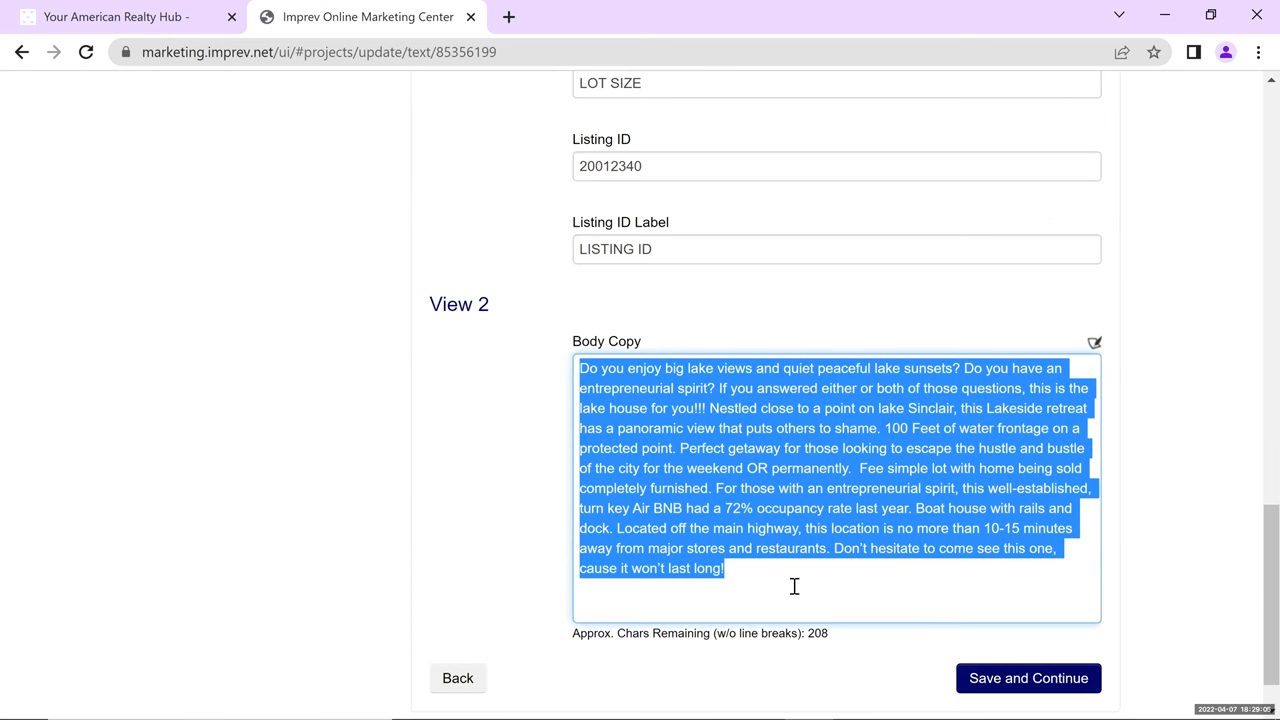 Your American Realty Hub -
Imprev Online Marketing Center
marketing.imprev.net/ui/#projects/update/text/85356199
LOT SIZE
Listing ID
20012340
Listing ID Label
LISTING ID
View 2
Body Copy
Do you enjoy big lake views and quiet peaceful lake sunsets? Do you have an
entrepreneurial spirit? If you answered either or both of those questions, this is the
lake house for you!!! Nestled close to a point on lake Sinclair, this Lakeside retreat
has a panoramic view that puts others to shame. 100 Feet of water frontage on a
protected point. Perfect getaway for those looking to escape the hustle and bustle
of the city for the weekend OR permanently.  Fee simple lot with home being sold
completely furnished. For those with an entrepreneurial spirit, this well-established,
turn key Air BNB had a 72% occupancy rate last year. Boat house with rails and
dock. Located off the main highway, this location is no more than 10-15 minutes
away from major stores and restaurants. Don’t hesitate to come see this one,
cause it won’t last long!
Approx. Chars Remaining (w/o line breaks): 208
Back
Save and Continue
2022-04-07 18:29:05